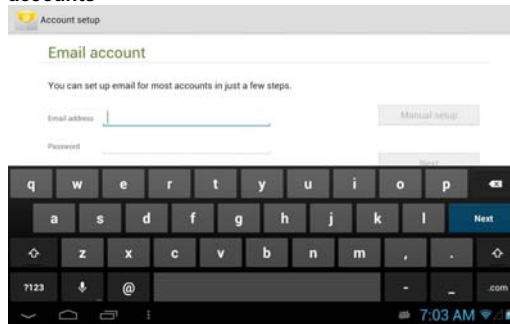 accounts
Account setup
Email account
You can set up email for most accounts in just a few steps.
Email address
Manual setup
Password
Next
q w e r t y u i o p
a s d f g h j k l Next
z x c v b n m , .
?123 @ - _ .com
7:03 AM